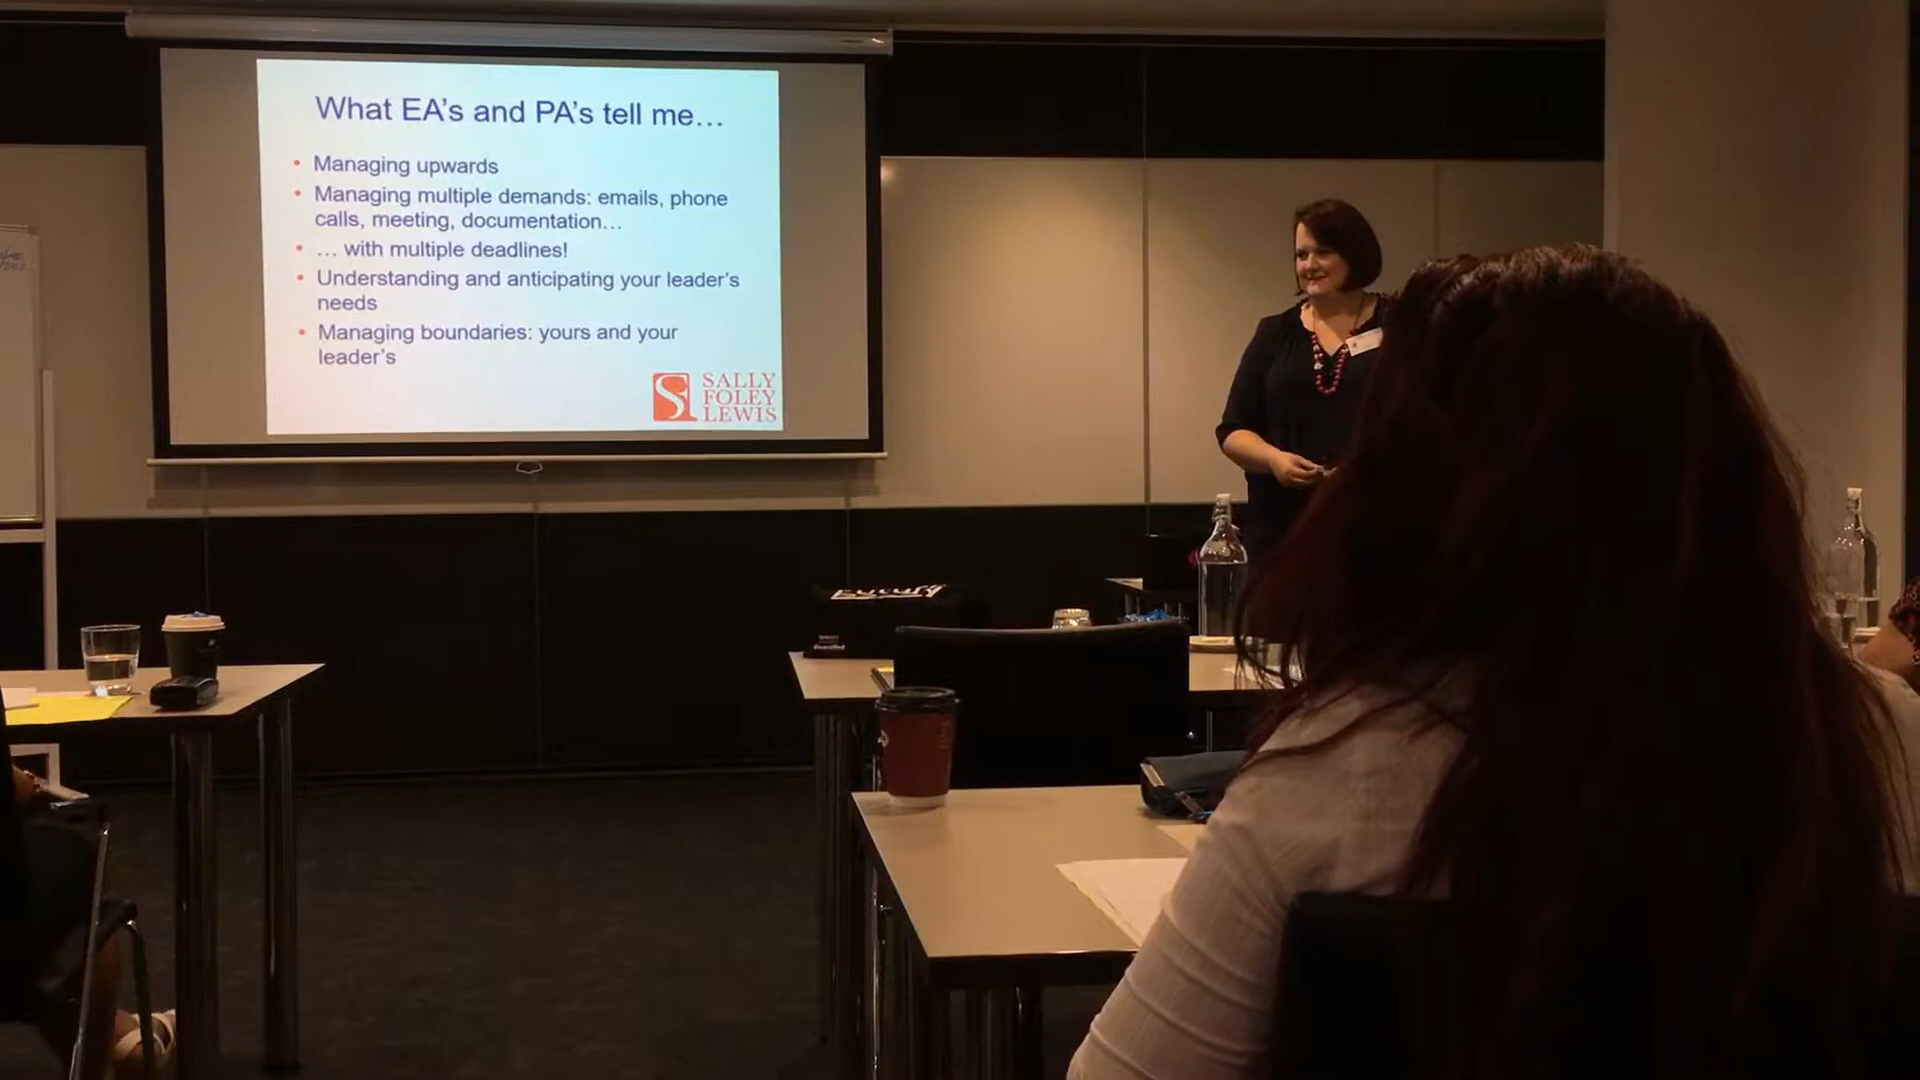 What EA's and PA's tell me…
• Managing upwards
• Managing multiple demands: emails, phone
calls, meeting, documentation…
• … with multiple deadlines!
• Understanding and anticipating your leader's
needs
• Managing boundaries: yours and your
leader's
SALLY
FOLEY
LEWIS